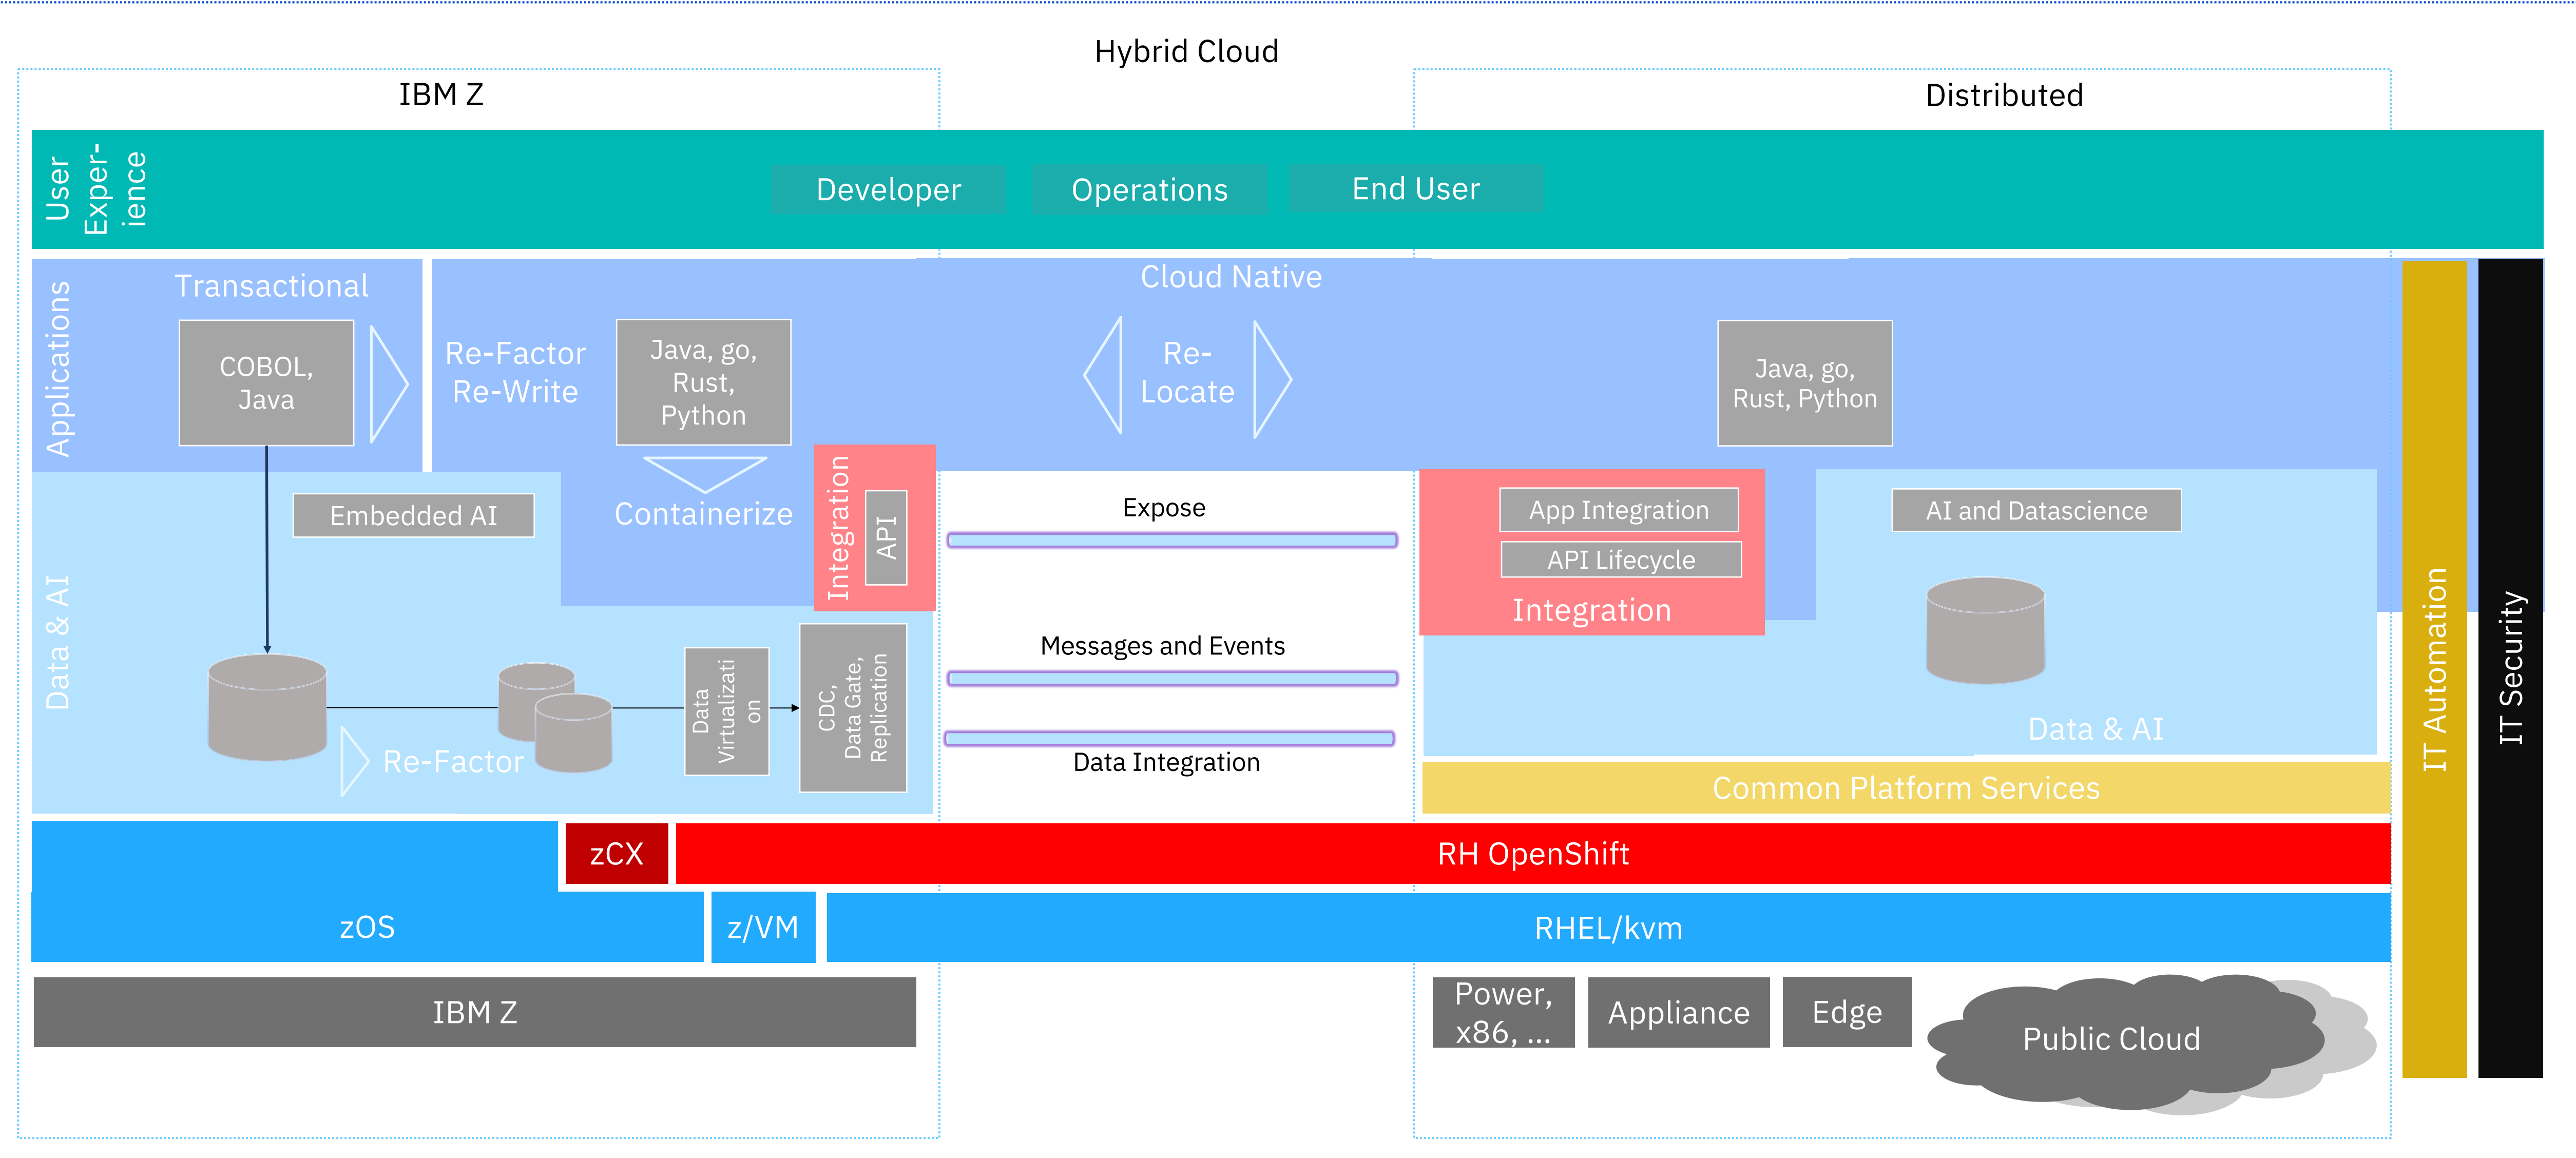 Hybrid Cloud
IBM Z
Distributed
User
Exper-
ience
Developer
Operations
End User
Applications
Transactional
COBOL,
Java
Re-Factor
Re-Write
Java, go,
Rust,
Python
Containerize
Cloud Native
Re-
Locate
Java, go,
Rust, Python
Integration
API
Expose
App Integration
API Lifecycle
Integration
AI and Datascience
Data & AI
Embedded AI
Re-Factor
Data
Virtualizati
on
CDC,
Data Gate,
Replication
Messages and Events
Data Integration
Data & AI
Common Platform Services
IT Automation
IT Security
zCX
RH OpenShift
zOS
z/VM
RHEL/kvm
IBM Z
Power,
x86, ...
Appliance
Edge
Public Cloud